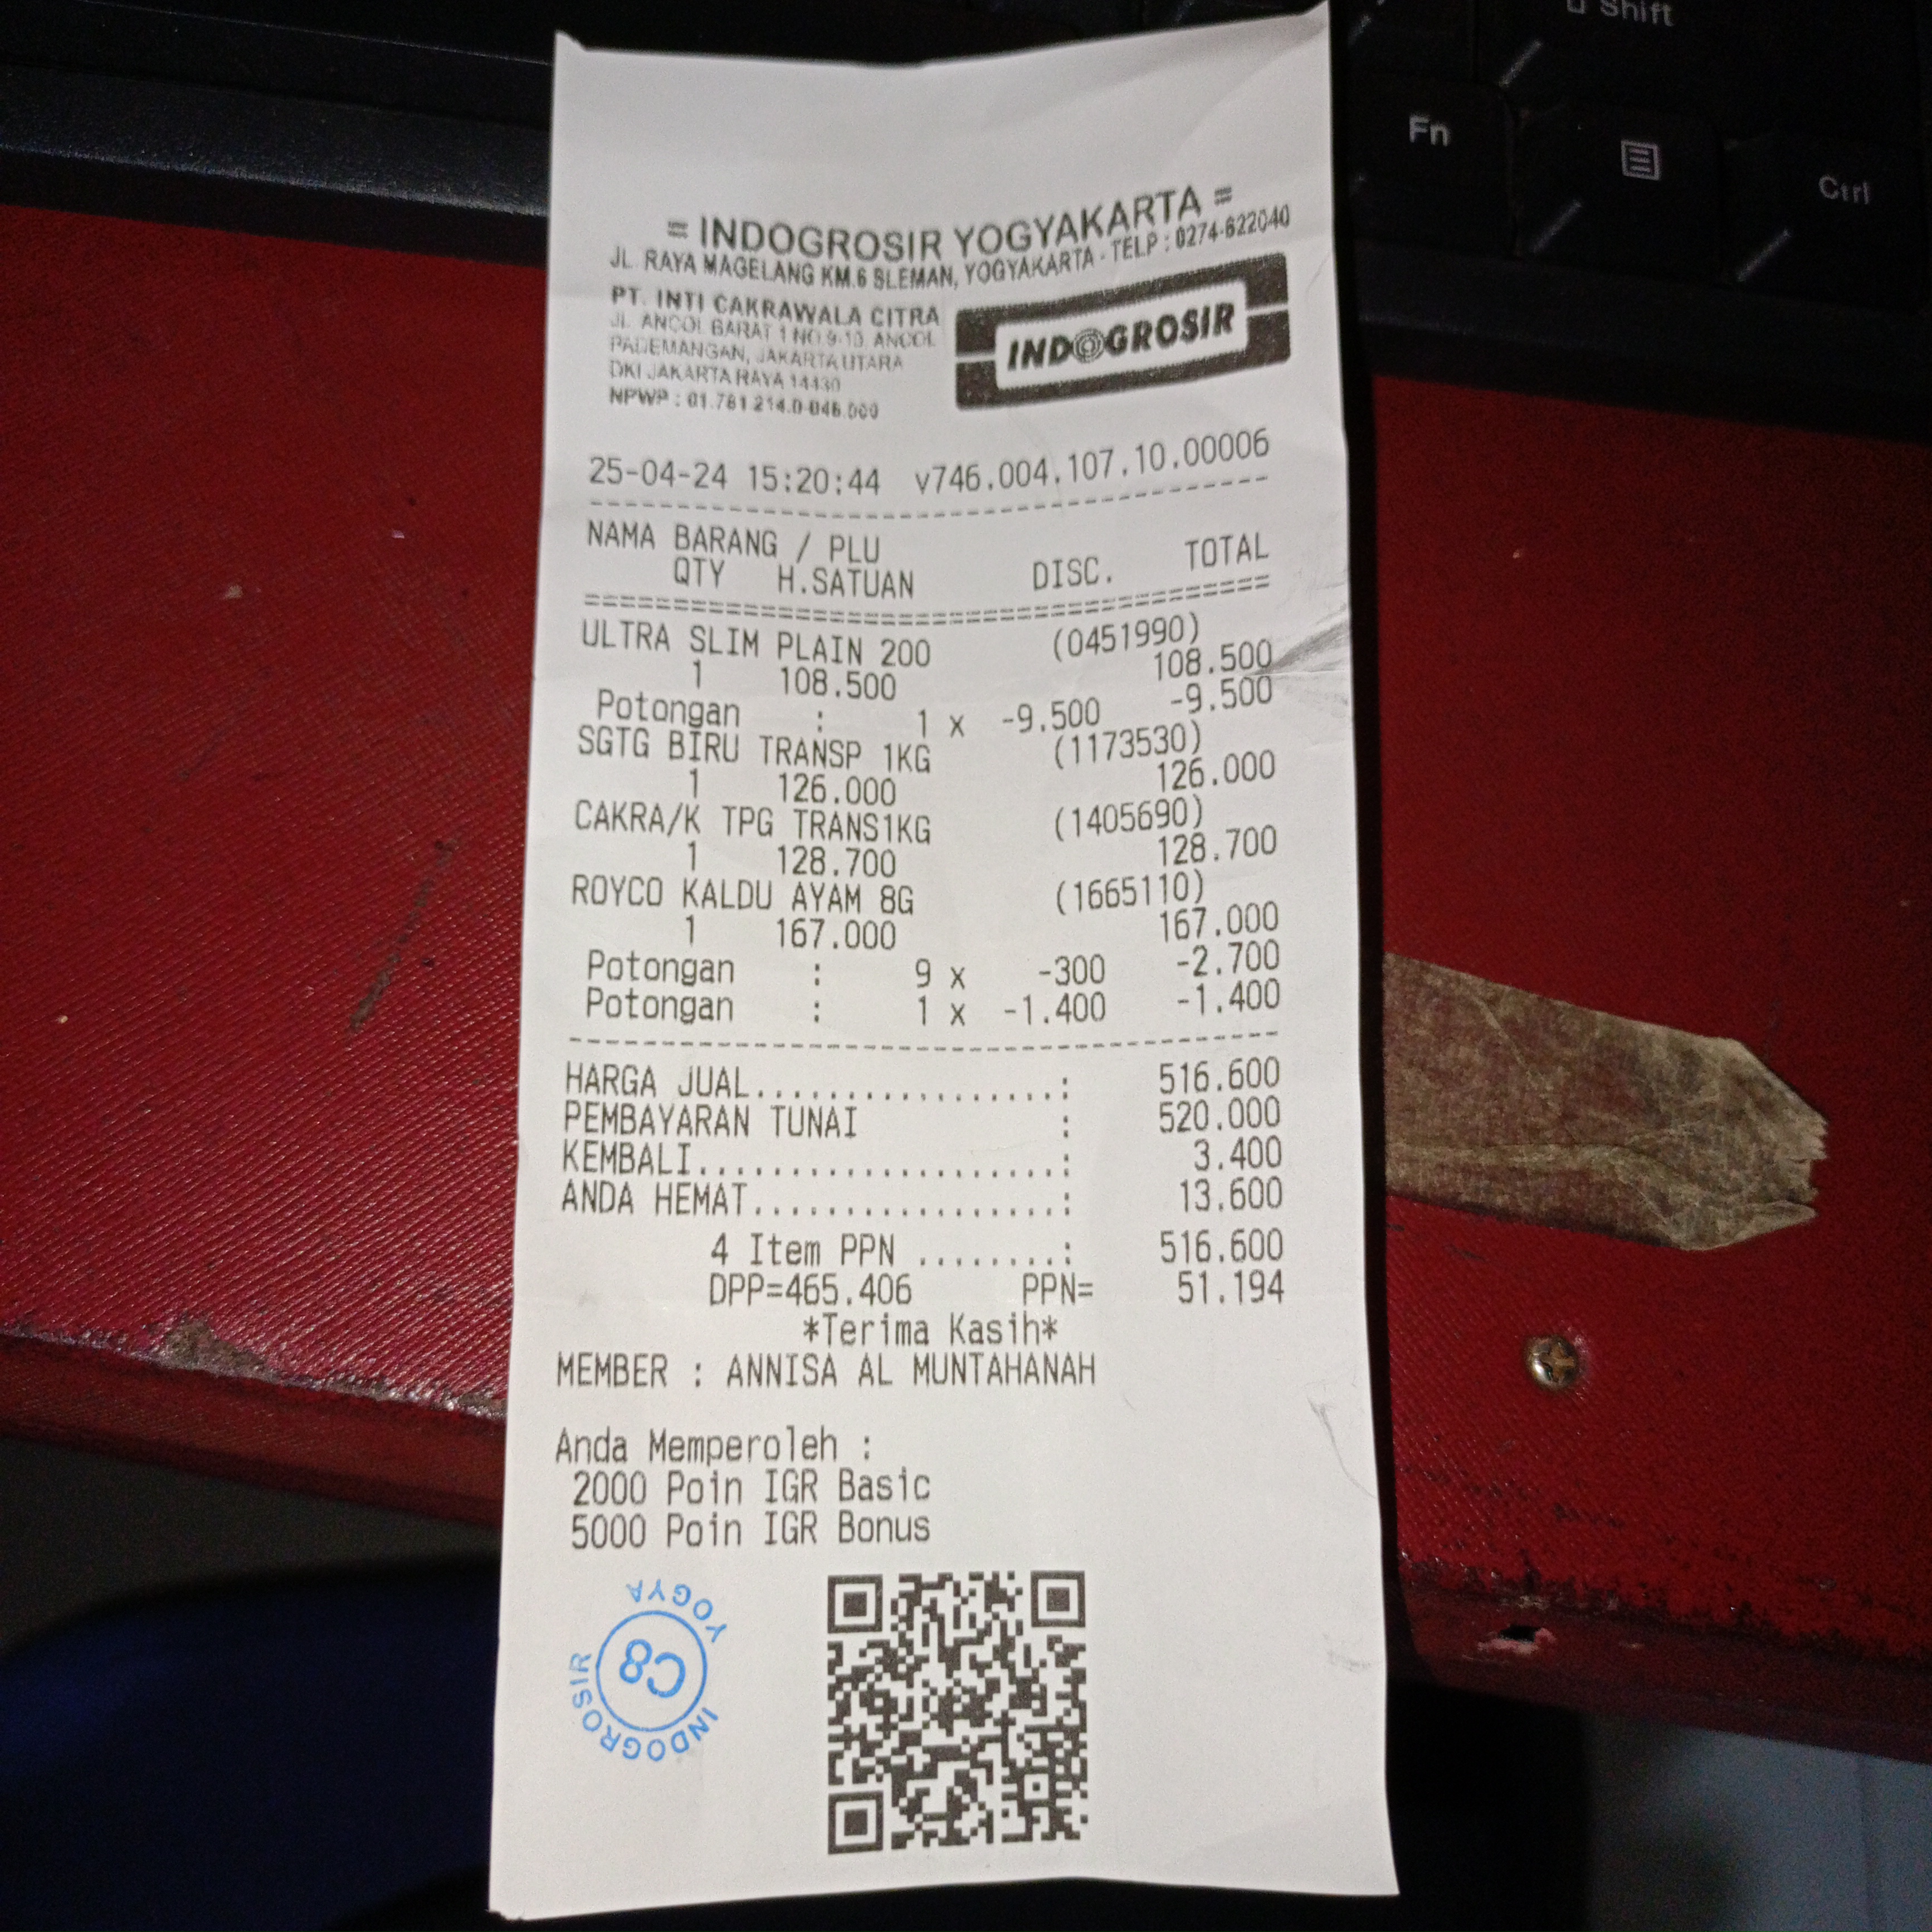 Shift
Fn
Ctrl
= INDOGROSIR YOGYAKARTA =
JL. RAYA MAGELANG KM.6 SLEMAN, YOGYAKARTA - TELP : 0274-622040
PT. INTI CAKRAWALA CITRA
JL. ANCOL BARAT 1 NO 9-10, ANCOL
PADEMANGAN, JAKARTA UTARA
DKI JAKARTA RAYA 14430
NPWP : 01.781.214.0-046.000
INDOGROSIR
25-04-24 15:20:44 v746.004.107.10.00006
NAMA BARANG / PLU
QTY H.SATUAN DISC. TOTAL
ULTRA SLIM PLAIN 200 (0451990)
1 108.500 108.500
Potongan : 1 x -9.500 -9.500
SGTG BIRU TRANSP 1KG (1173530)
1 126.000 126.000
CAKRA/K TPG TRANS1KG (1405690)
1 128.700 128.700
ROYCO KALDU AYAM 8G (1665110)
1 167.000 167.000
Potongan : 9 x -300 -2.700
Potongan : 1 x -1.400 -1.400
HARGA JUAL..................: 516.600
PEMBAYARAN TUNAI : 520.000
KEMBALI.....................: 3.400
ANDA HEMAT..................: 13.600
4 Item PPN ........: 516.600
DPP=465.406 PPN= 51.194
*Terima Kasih*
MEMBER : ANNISA AL MUNTAHANAH
Anda Memperoleh :
2000 Poin IGR Basic
5000 Poin IGR Bonus
INDOGROSIR
YOGYA
C8